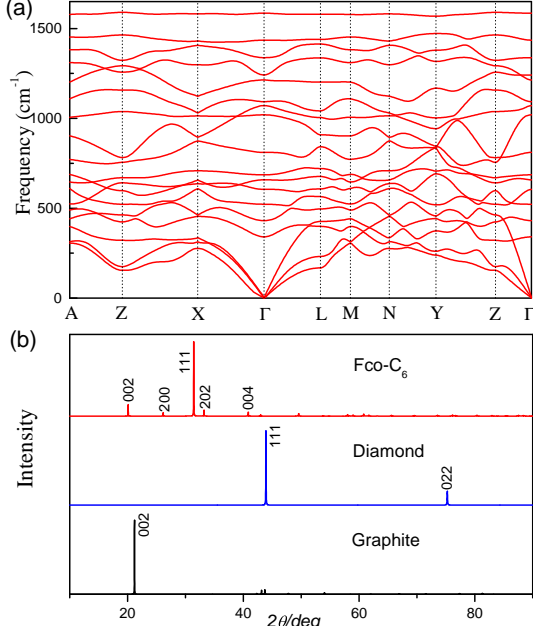 (a)
Frequency (cm⁻¹)
1500
1000
500
0
A Z X Γ L M N Y Z Γ
(b)
Intensity
002 200 111 202 004
Fco-C₆
111 022
Diamond
002
Graphite
20 40 60 80
2θ/deg